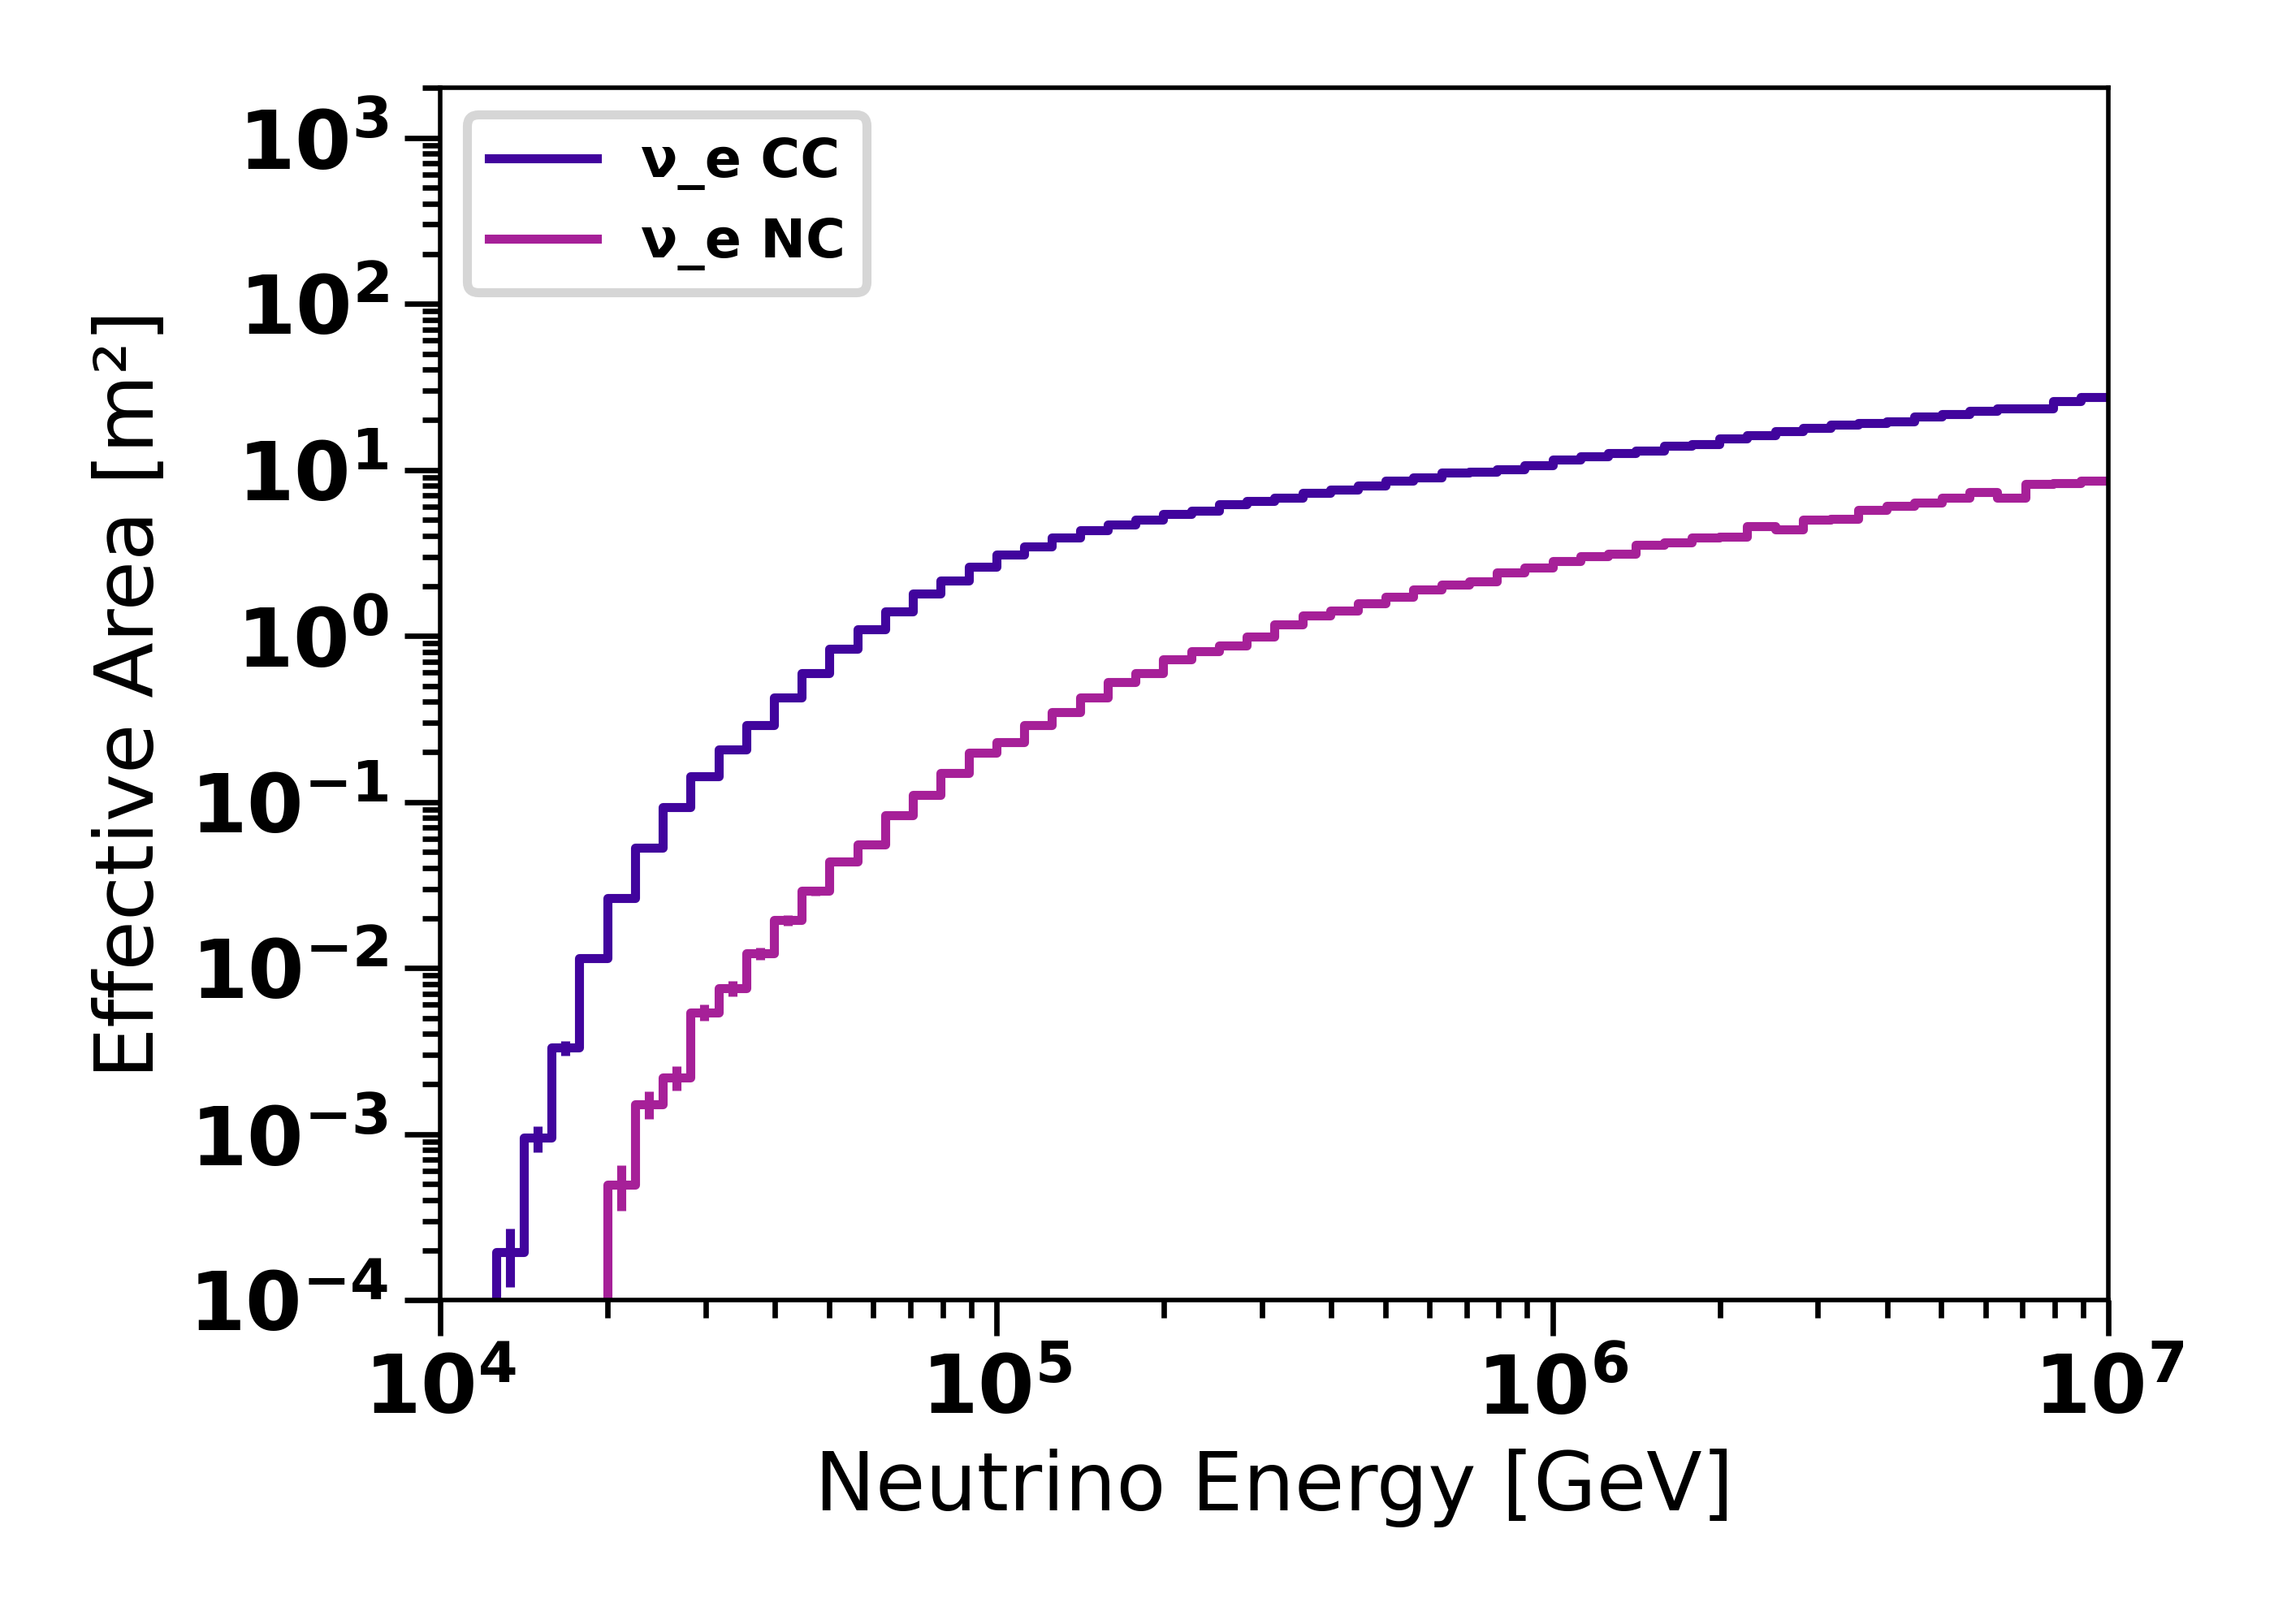 ν_e CC
ν_e NC
10³
10²
10¹
10⁰
10⁻¹
10⁻²
10⁻³
10⁻⁴
Effective Area [m²]
10⁴ 10⁵ 10⁶ 10⁷
Neutrino Energy [GeV]